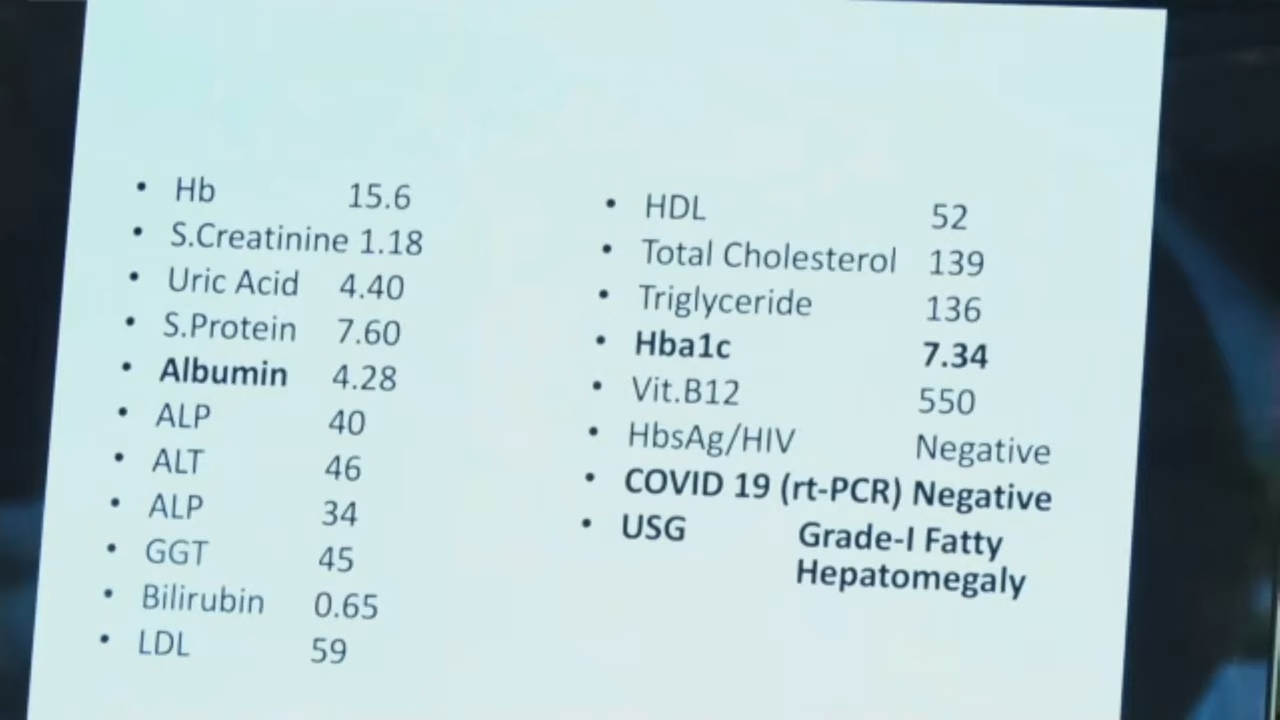 • Hb 15.6
• S.Creatinine 1.18
• Uric Acid 4.40
• S.Protein 7.60
• Albumin 4.28
• ALP 40
• ALT 46
• ALP 34
• GGT 45
• Bilirubin 0.65
• LDL 59
• HDL 52
• Total Cholesterol 139
• Triglyceride 136
• Hba1c 7.34
• Vit.B12 550
• HbsAg/HIV Negative
• COVID 19 (rt-PCR) Negative
• USG Grade-I Fatty
Hepatomegaly